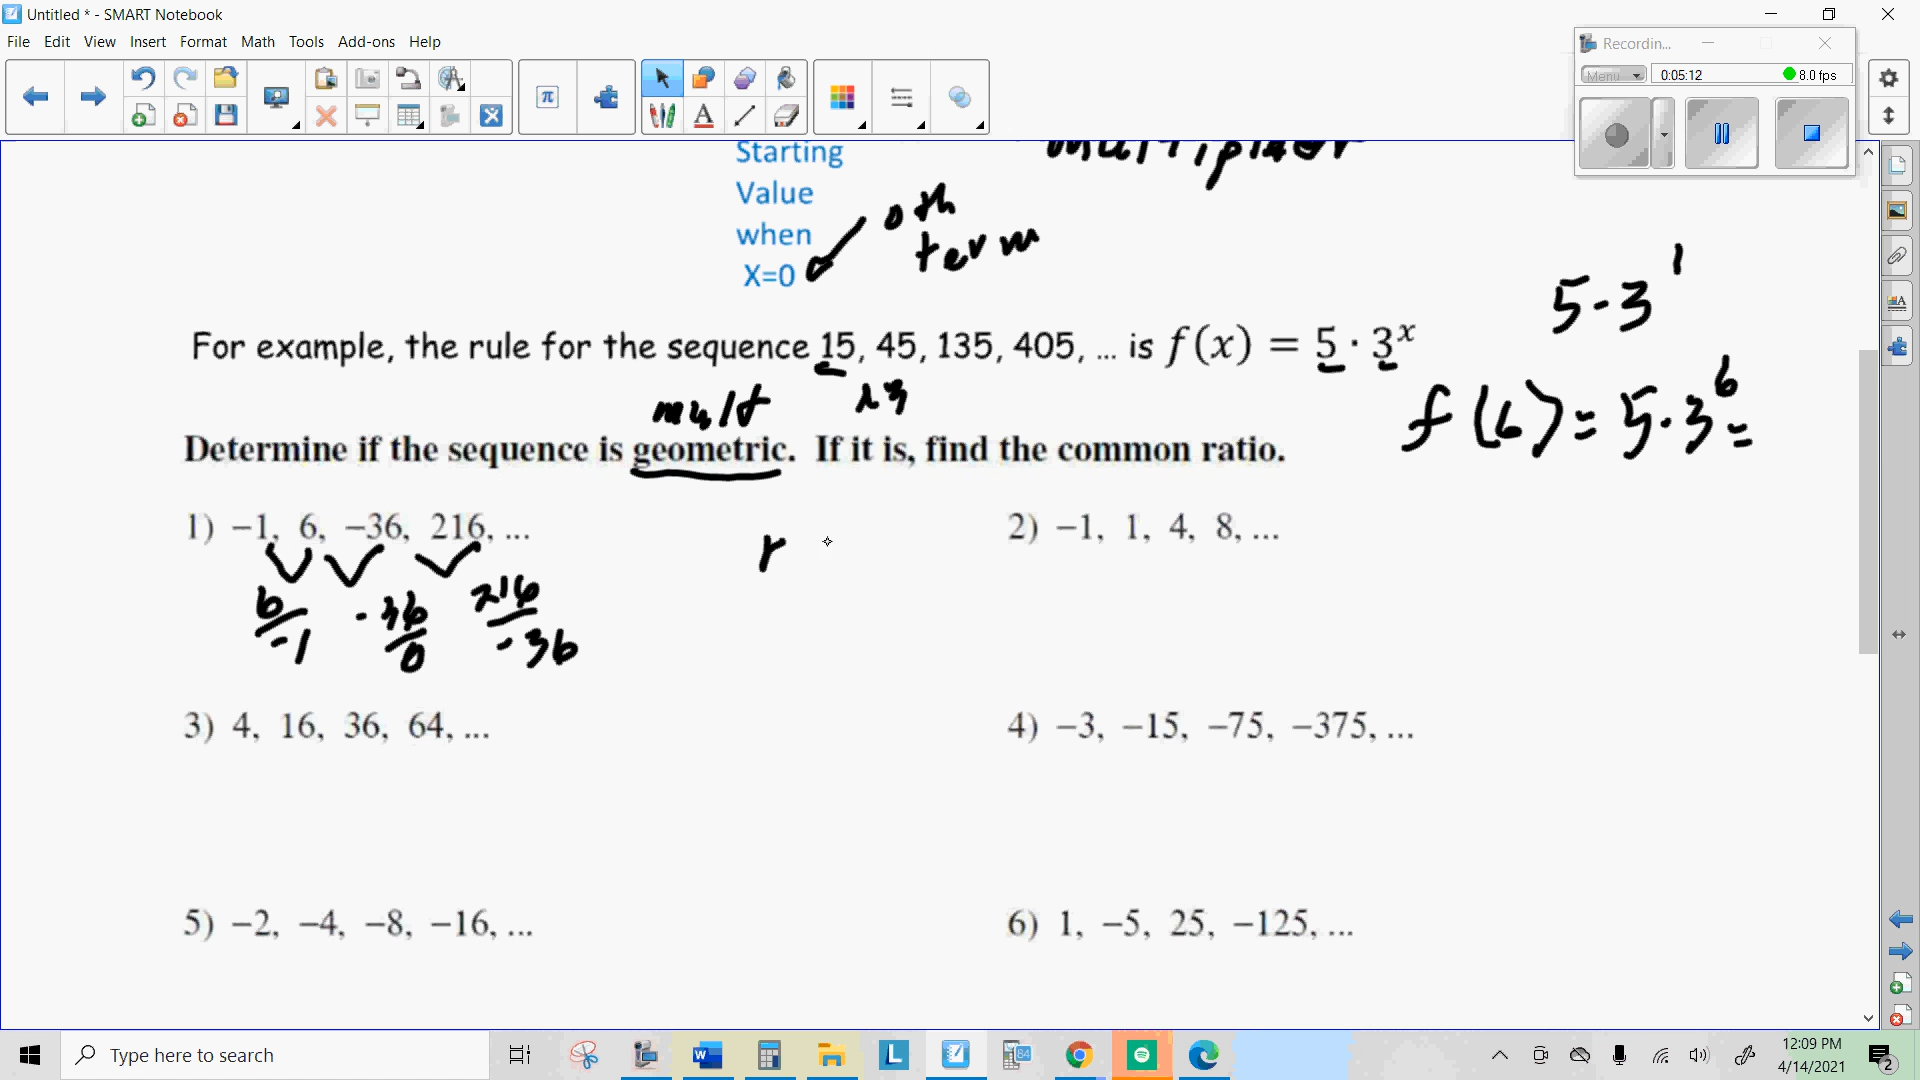 Untitled * - SMART Notebook
File Edit View Insert Format Math Tools Add-ons Help
Recordin...
Menu 0:05:12 8.0 fps
Starting multiplier
Value
when
X=0
0th
term
5·3^1
For example, the rule for the sequence 15, 45, 135, 405, ... is f(x) = 5 · 3^x
mult x3
f(6)=5·3^6=
Determine if the sequence is geometric. If it is, find the common ratio.
1) −1, 6, −36, 216, ...
r
2) −1, 1, 4, 8, ...
6/-1 -36/6 216/-36
3) 4, 16, 36, 64, ...
4) −3, −15, −75, −375, ...
5) −2, −4, −8, −16, ...
6) 1, −5, 25, −125, ...
Type here to search
12:09 PM
4/14/2021
2